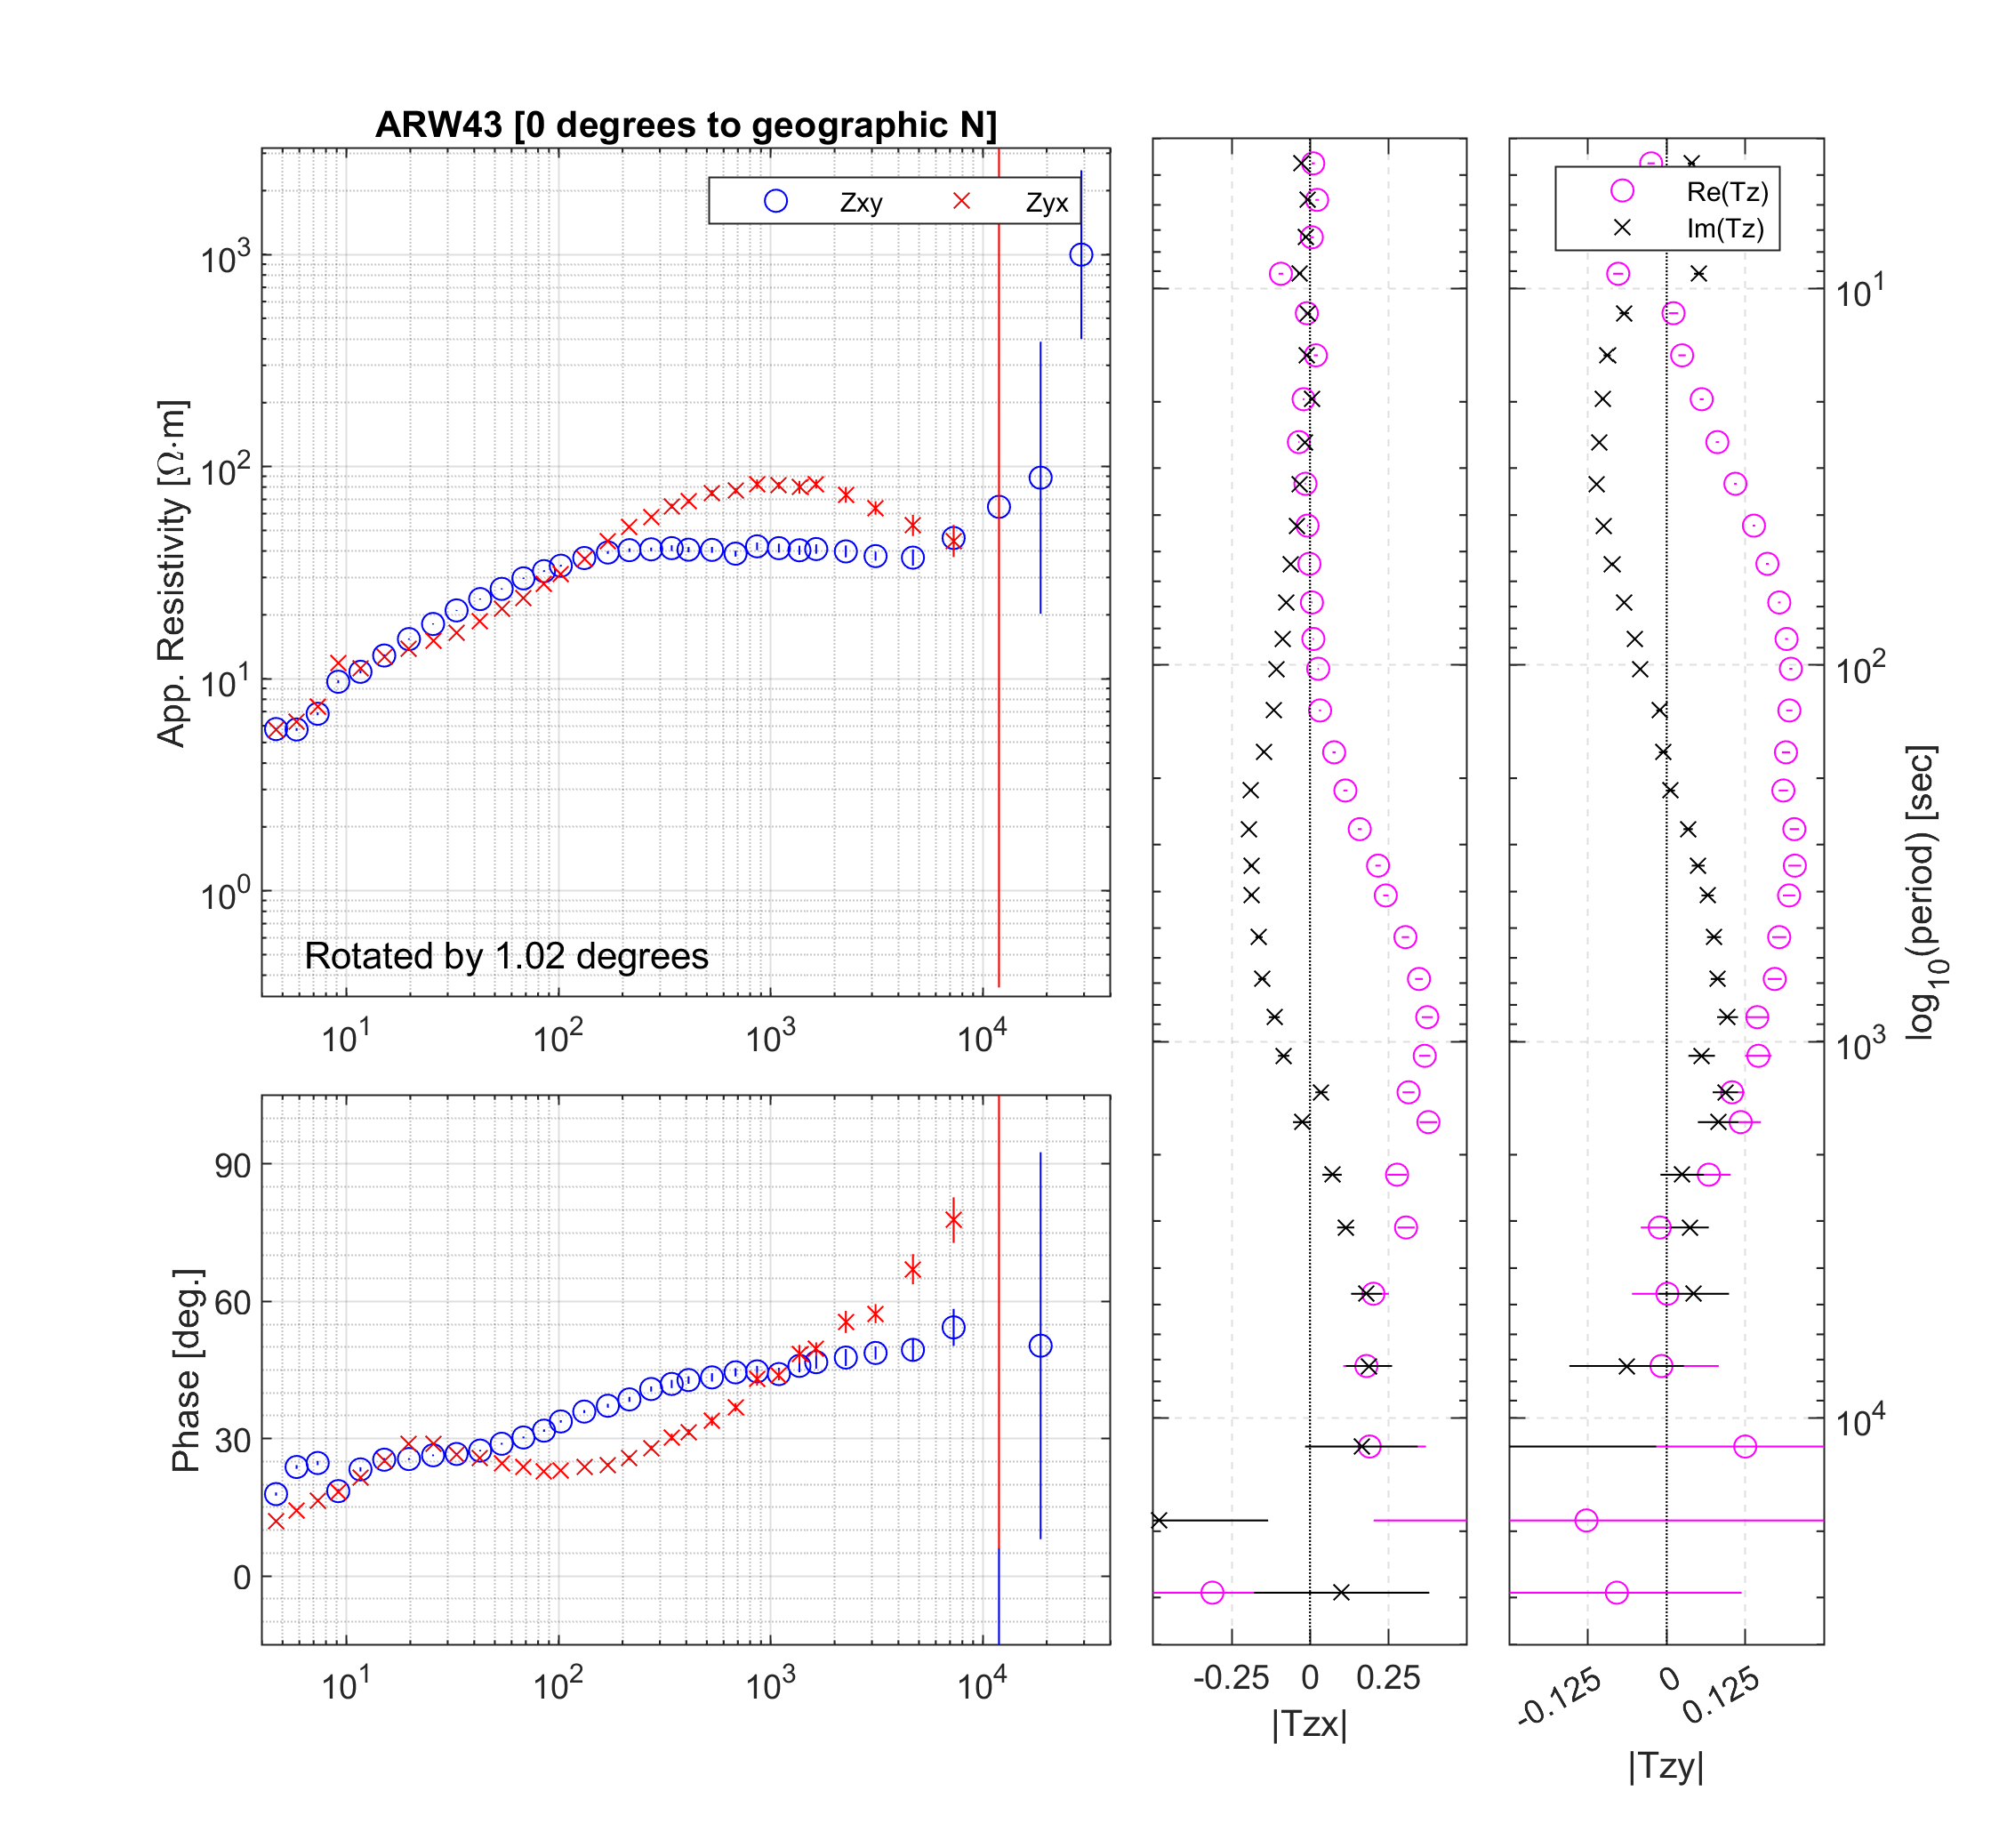 ARW43 [0 degrees to geographic N]
Zxy Zyx
App. Resistivity [Ω·m]
10³
10²
10¹
10⁰
Rotated by 1.02 degrees
10¹ 10² 10³ 10⁴
Phase [deg.]
90
60
30
0
10¹ 10² 10³ 10⁴
-0.25 0 0.25
|Tzx|
Re(Tz)
Im(Tz)
10¹
10²
10³
10⁴
log₁₀(period) [sec]
-0.125 0 0.125
|Tzy|